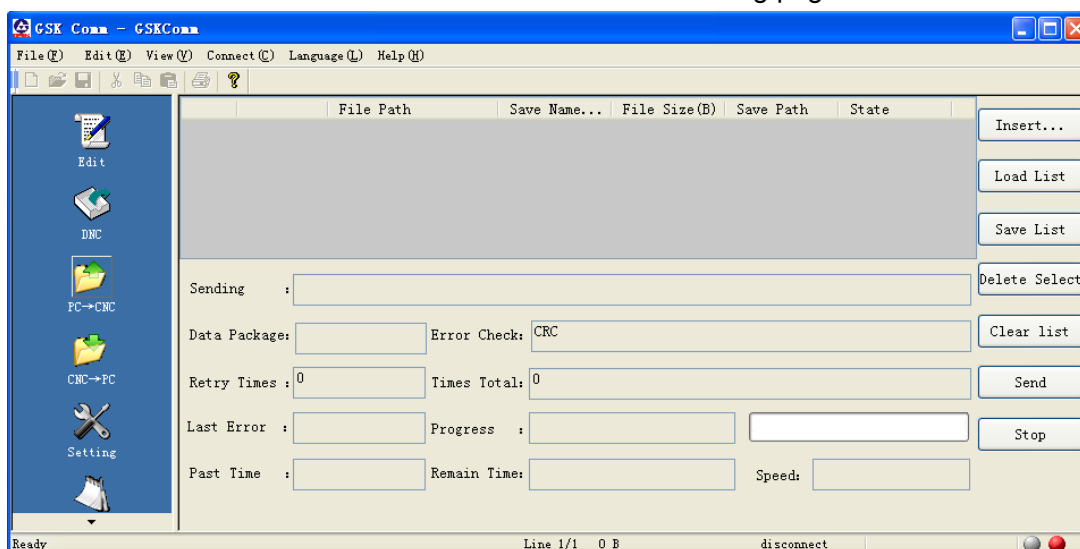 GSK Comm - GSKComm
File(F) Edit(E) View(V) Connect(C) Language(L) Help(H)
File Path Save Name... File Size(B) Save Path State
Insert...
Edit
Load List
DNC
Save List
PC→CNC
Sending :
Delete Select
Data Package: Error Check: CRC
Clear list
CNC→PC
Retry Times : 0 Times Total: 0
Send
Last Error : Progress :
Stop
Setting
Past Time : Remain Time: Speed:
Ready Line 1/1 0 B disconnect